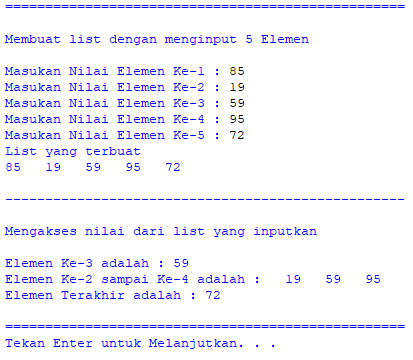 ==================================================
Membuat list dengan menginput 5 Elemen
Masukan Nilai Elemen Ke-1 : 85
Masukan Nilai Elemen Ke-2 : 19
Masukan Nilai Elemen Ke-3 : 59
Masukan Nilai Elemen Ke-4 : 95
Masukan Nilai Elemen Ke-5 : 72
List yang terbuat
85   19   59   95   72
--------------------------------------------------
Mengakses nilai dari list yang inputkan
Elemen Ke-3 adalah : 59
Elemen Ke-2 sampai Ke-4 adalah :   19   59   95
Elemen Terakhir adalah : 72
==================================================
Tekan Enter untuk Melanjutkan. . .